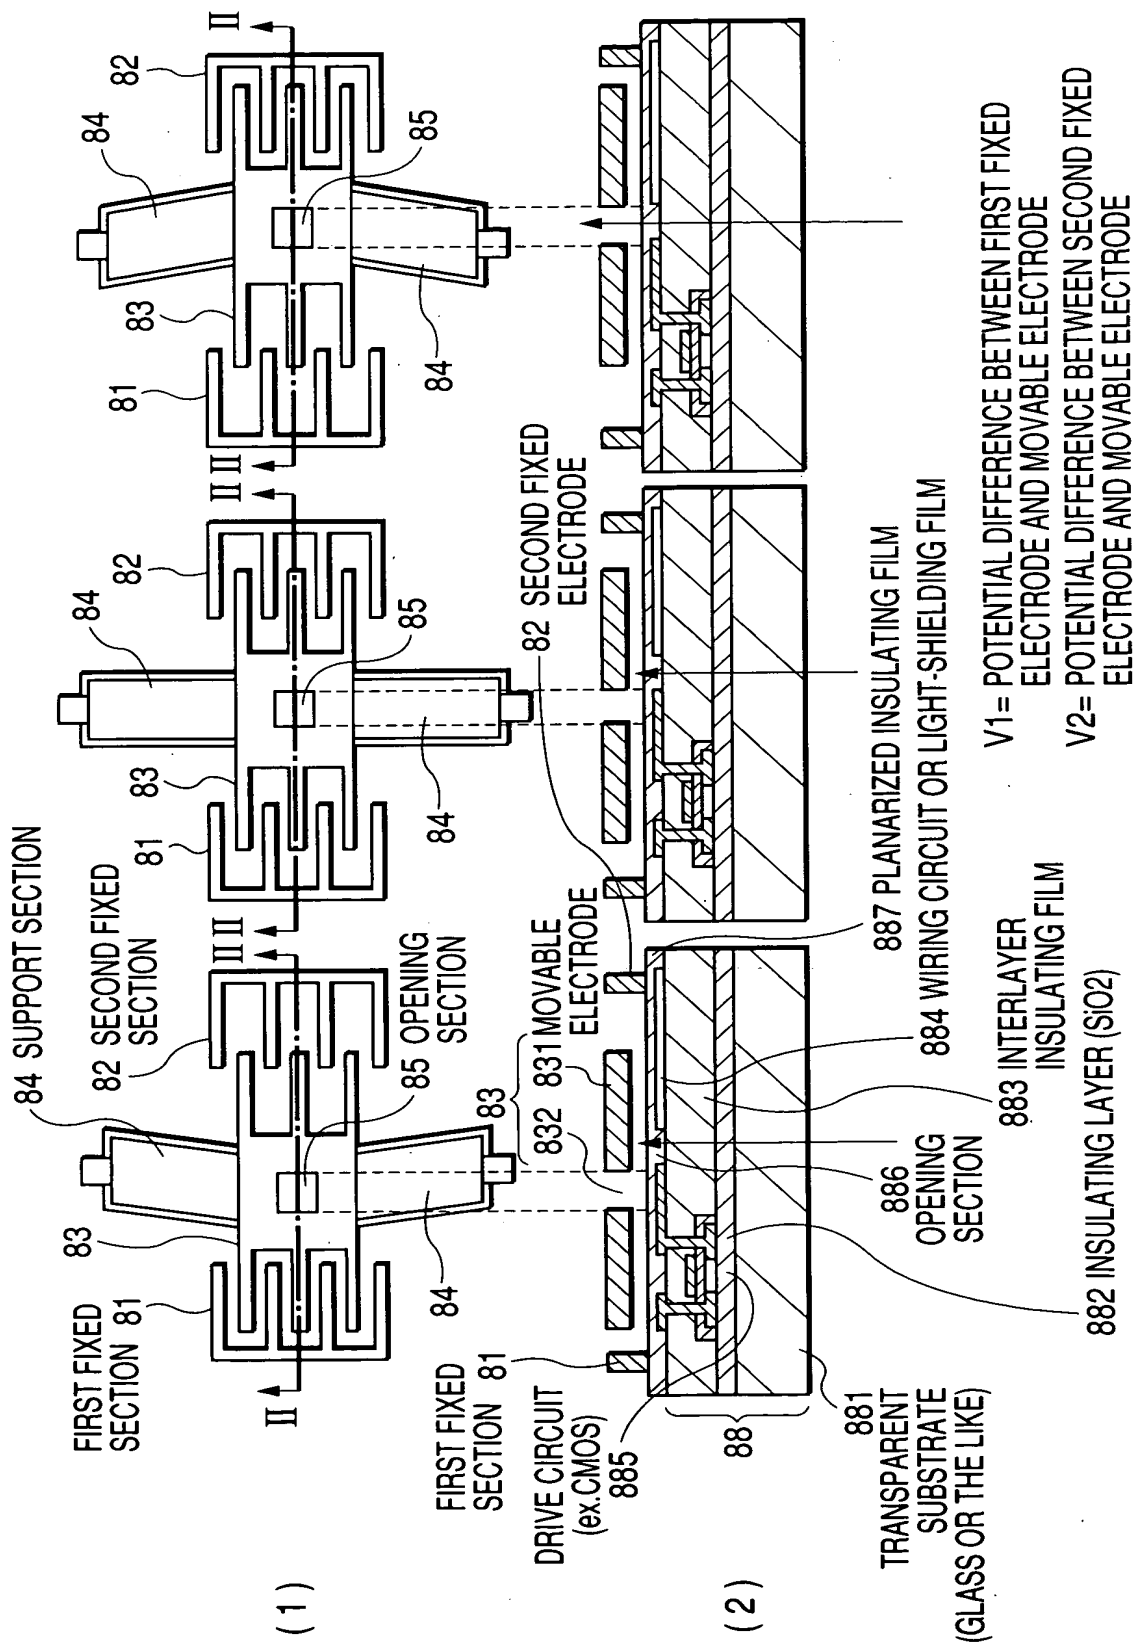 (1)
FIRST FIXED
SECTION 81
83
84 SUPPORT SECTION
82 SECOND FIXED
SECTION
85 OPENING
SECTION
84
II
II
81
83
84
82
85
84
II
II
81
83
84
82
85
84
II
II
(2)
FIRST FIXED
SECTION 81
DRIVE CIRCUIT
(ex.CMOS)
885
88
832
83
831 MOVABLE
ELECTRODE
82 SECOND FIXED
ELECTRODE
881
TRANSPARENT
SUBSTRATE
(GLASS OR THE LIKE)
886
OPENING
SECTION
882 INSULATING LAYER (SiO2)
883 INTERLAYER
INSULATING FILM
884 WIRING CIRCUIT OR LIGHT-SHIELDING FILM
887 PLANARIZED INSULATING FILM
V1= POTENTIAL DIFFERENCE BETWEEN FIRST FIXED
ELECTRODE AND MOVABLE ELECTRODE
V2= POTENTIAL DIFFERENCE BETWEEN SECOND FIXED
ELECTRODE AND MOVABLE ELECTRODE